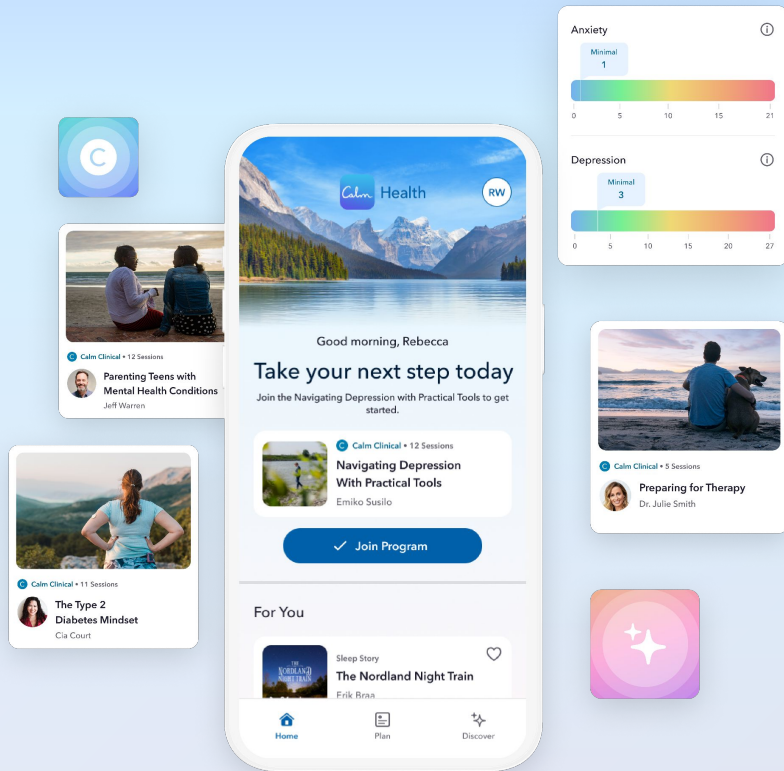 Anxiety
Minimal
1
0 5 10 15 21
Depression
Minimal
3
0 5 10 15 20 27
C
Calm Health
RW
Good morning, Rebecca
Take your next step today
Join the Navigating Depression with Practical Tools to get
started.
C Calm Clinical • 12 Sessions
Navigating Depression
With Practical Tools
Emiko Susilo
Join Program
For You
THE
NORDLAND
NIGHT TRAIN
Sleep Story
The Nordland Night Train
Erik Braa
Home
Plan
Discover
C Calm Clinical • 12 Sessions
Parenting Teens with
Mental Health Conditions
Jeff Warren
C Calm Clinical • 11 Sessions
The Type 2
Diabetes Mindset
Cia Court
C Calm Clinical • 5 Sessions
Preparing for Therapy
Dr. Julie Smith